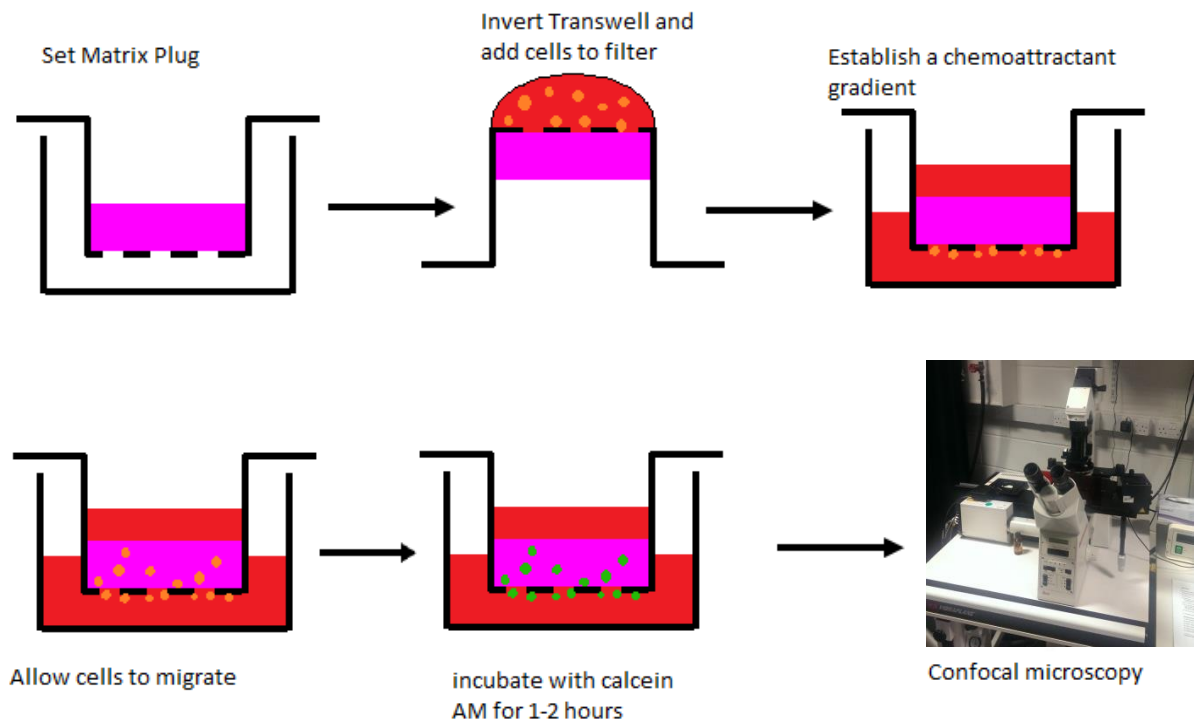 Set Matrix Plug
Invert Transwell and
add cells to filter
Establish a chemoattractant
gradient
Allow cells to migrate
incubate with calcein
AM for 1-2 hours
Confocal microscopy